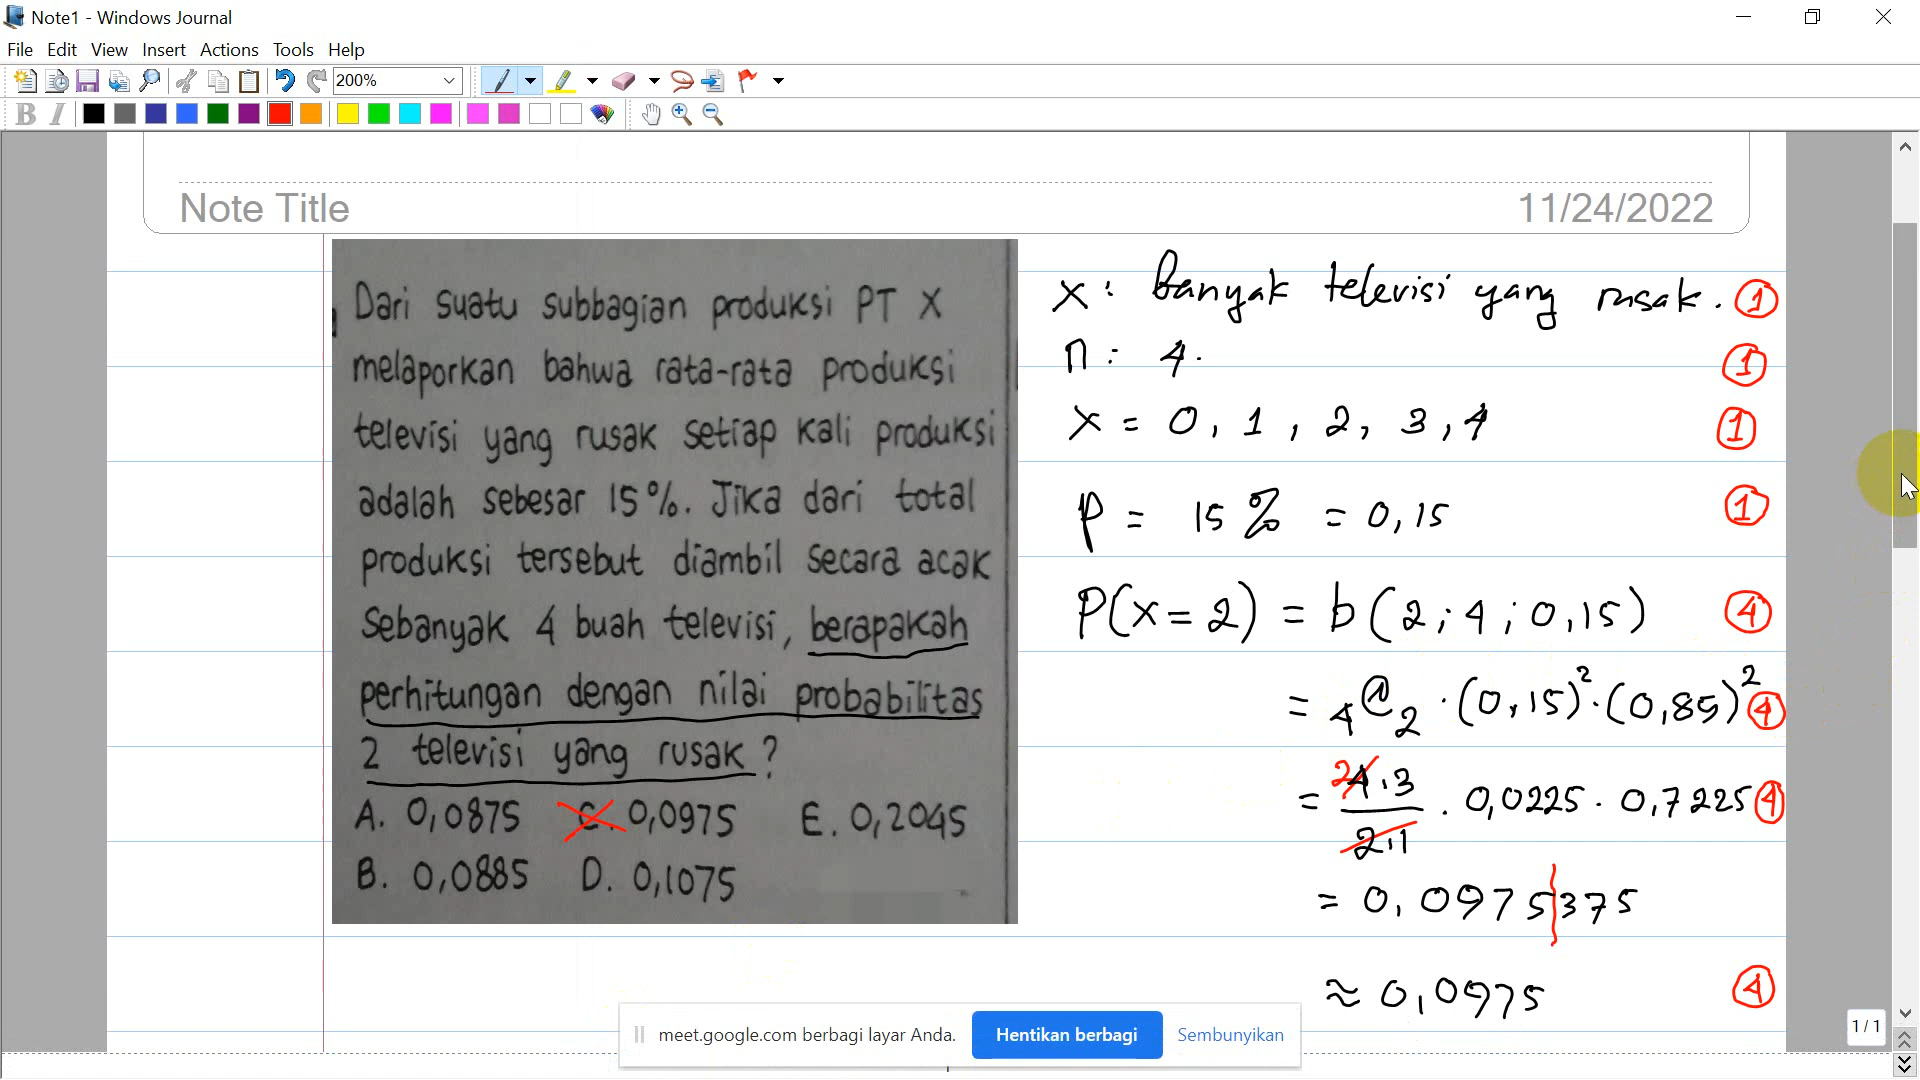 Note1 - Windows Journal
File Edit View Insert Actions Tools Help
200%
B I
Note Title
11/24/2022
Dari suatu subbagian produksi PT X
melaporkan bahwa rata-rata produksi
televisi yang rusak setiap kali produksi
adalah sebesar 15%. Jika dari total
produksi tersebut diambil secara acak
Sebanyak 4 buah televisi, berapakah
perhitungan dengan nilai probabilitas
2 televisi yang rusak?
A. 0,0875 C. 0,0975 E. 0,2045
B. 0,0885 D. 0,1075
x : Banyak televisi yang rusak. 1
n : 4. 1
x = 0, 1, 2, 3, 4 1
p = 15 % = 0,15 1
P(x = 2) = b(2; 4; 0,15) 4
= 4C2 · (0,15)² · (0,85)² 4
2
= 4.3 / 2.1 . 0,0225 . 0,7225 4
= 0,0975375
≈ 0,0975 4
meet.google.com berbagi layar Anda. Hentikan berbagi Sembunyikan
1 / 1